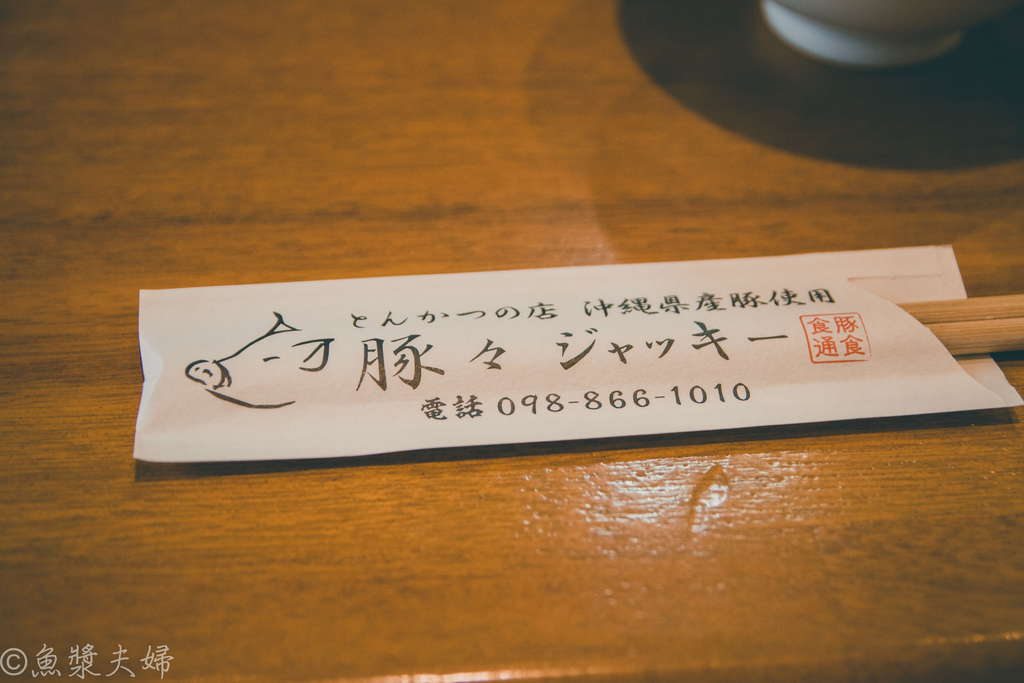 とんかつの店 沖縄県産豚使用
豚々 ジャッキー
豚食
食通
電話 098-866-1010
©魚漿夫婦